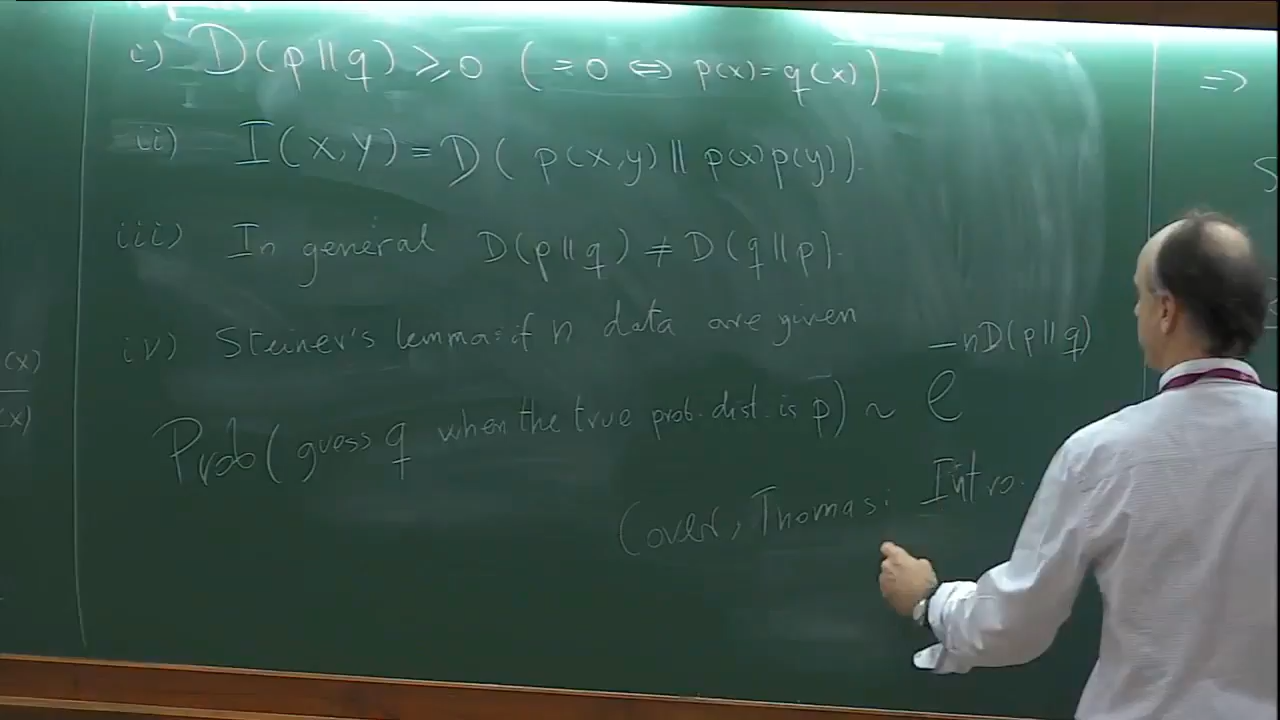 i) D(p||q) ⩾ 0 (=0 ⇔ p(x)=q(x))
ii) I(X,Y) = D( p(x,y) || p(x)p(y)).
iii) In general D(p||q) ≠ D(q||p).
iv) Steiner's lemma: if n data are given
Prob( guess q when the true prob. dist. is p) ~ e^{-nD(p||q)}
Cover, Thomas: Intro.
⇒
S
(x)
(x)